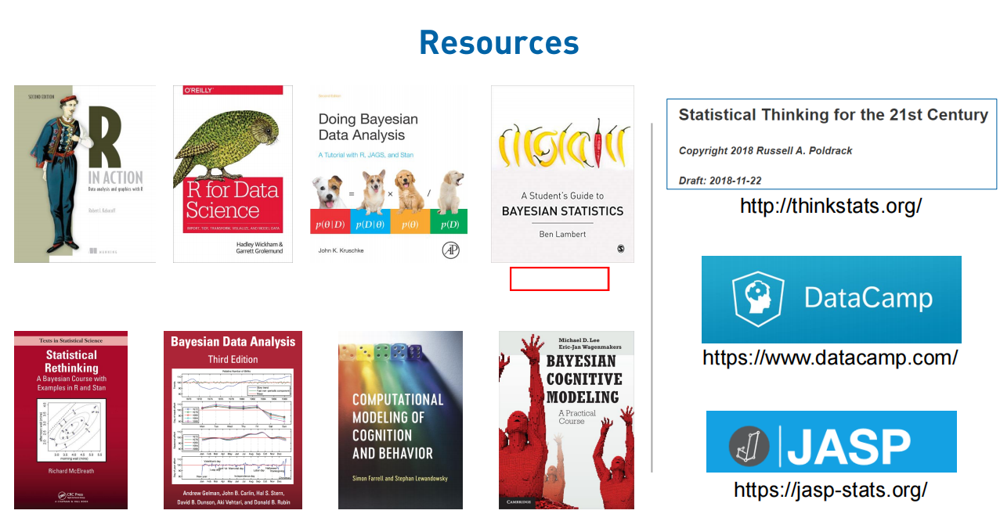 Resources
SECOND EDITION
R
IN ACTION
Data analysis and graphics with R
Robert I. Kabacoff
MANNING
O'REILLY®
R for Data
Science
IMPORT, TIDY, TRANSFORM, VISUALIZE, AND MODEL DATA
Hadley Wickham &
Garrett Grolemund
Second Edition
Doing Bayesian
Data Analysis
A Tutorial with R, JAGS, and Stan
= × /
p(θ|D) p(D|θ) p(θ) p(D)
John K. Kruschke
AP
A Student's Guide to
BAYESIAN STATISTICS
Ben Lambert
Texts in Statistical Science
Statistical
Rethinking
A Bayesian Course with
Examples in R and Stan
morning wait (mins)
Richard McElreath
CRC Press
Bayesian Data Analysis
Third Edition
Andrew Gelman, John B. Carlin, Hal S. Stern,
David B. Dunson, Aki Vehtari, and Donald B. Rubin
COMPUTATIONAL
MODELING OF
COGNITION
AND BEHAVIOR
Simon Farrell and Stephan Lewandowsky
Michael D. Lee
Eric-Jan Wagenmakers
BAYESIAN
COGNITIVE
MODELING
A Practical
Course
CAMBRIDGE
Statistical Thinking for the 21st Century
Copyright 2018 Russell A. Poldrack
Draft: 2018-11-22
http://thinkstats.org/
DataCamp
https://www.datacamp.com/
JASP
https://jasp-stats.org/